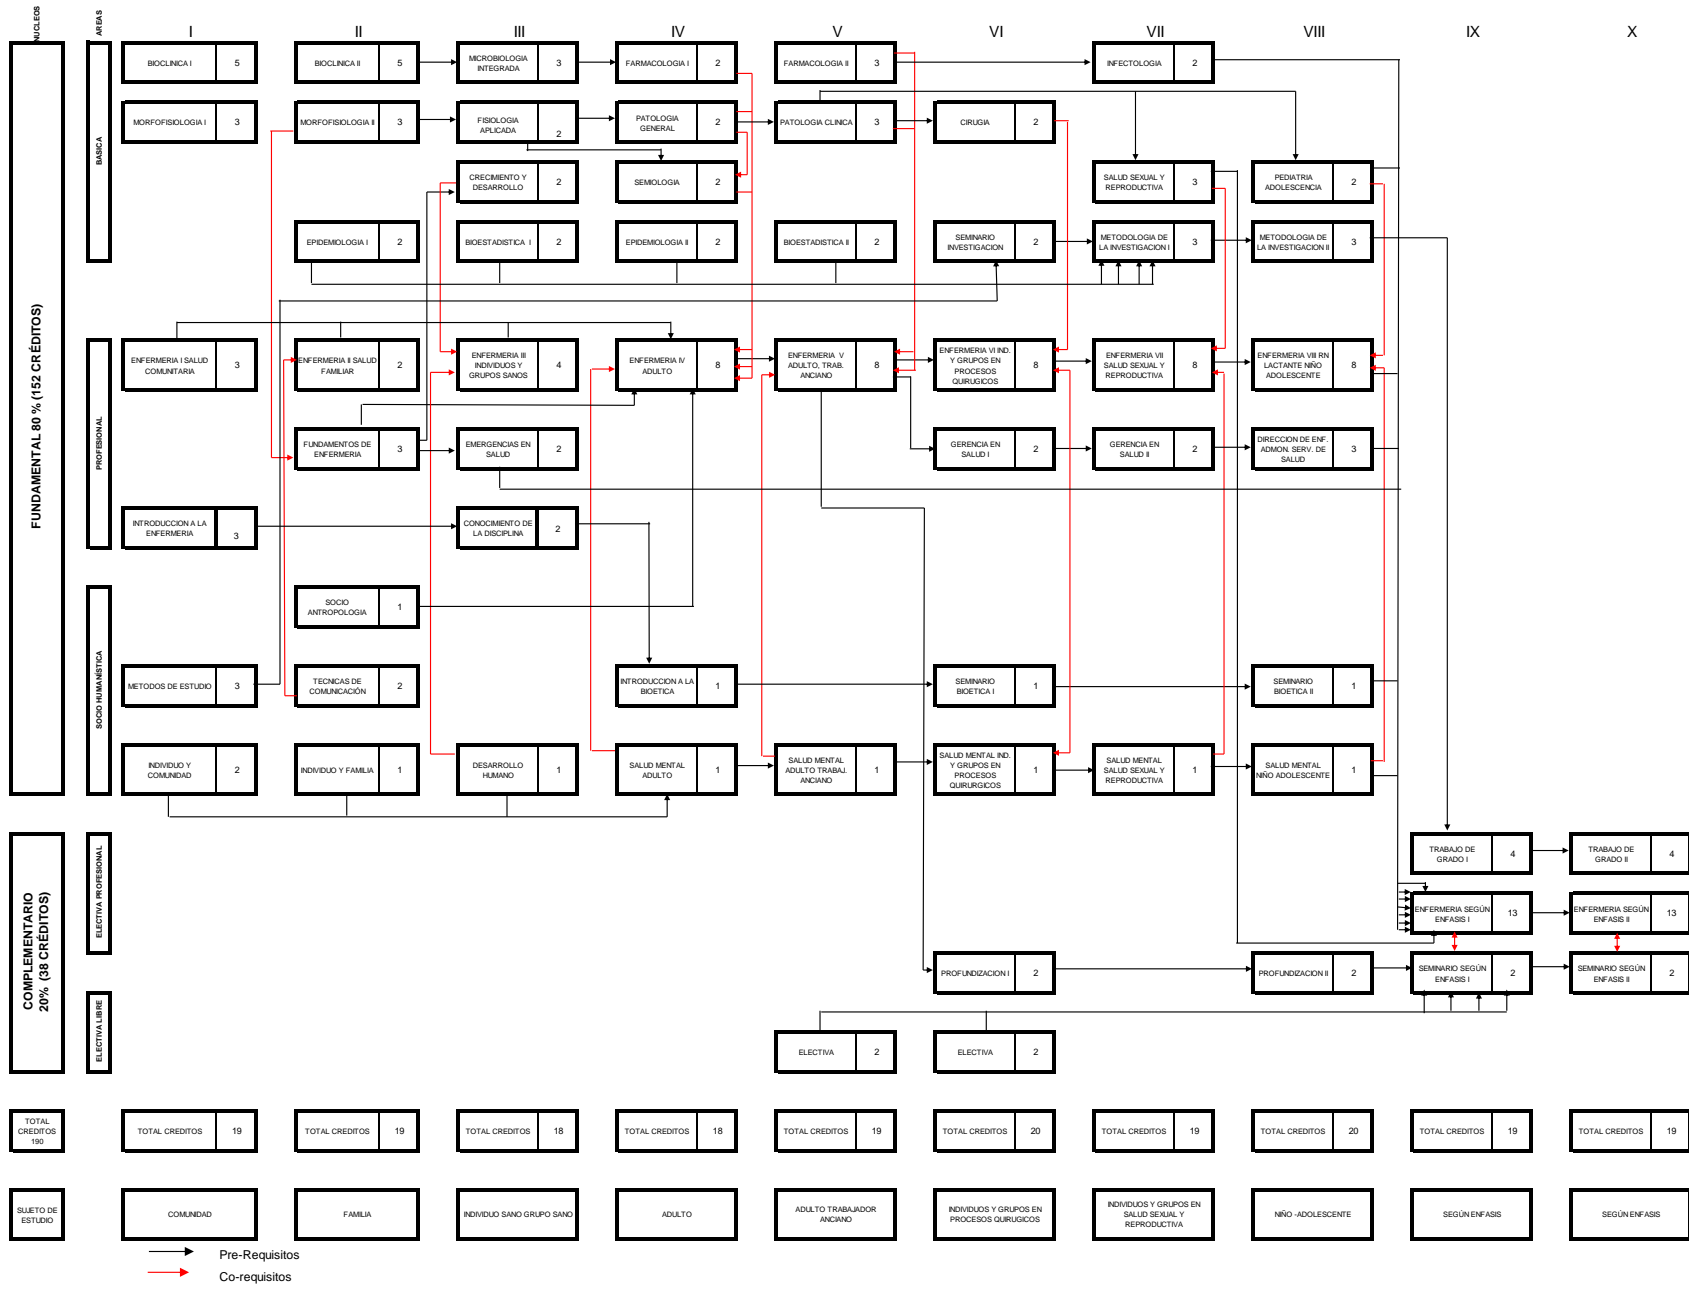 NUCLEOS
AREAS
I
II
III
IV
V
VI
VII
VIII
IX
X
FUNDAMENTAL 80 % (152 CRÉDITOS)
BASICA
BIOCLINICA I
5
BIOCLINICA II
5
MICROBIOLOGIA
INTEGRADA
3
FARMACOLOGIA I
2
FARMACOLOGIA II
3
INFECTOLOGIA
2
MORFOFISIOLOGIA I
3
MORFOFISIOLOGIA II
3
FISIOLOGIA
APLICADA
2
PATOLOGIA
GENERAL
2
PATOLOGIA CLINICA
3
CIRUGIA
2
CRECIMIENTO Y
DESARROLLO
2
SEMIOLOGIA
2
SALUD SEXUAL Y
REPRODUCTIVA
3
PEDIATRIA
ADOLESCENCIA
2
EPIDEMIOLOGIA I
2
BIOESTADISTICA I
2
EPIDEMIOLOGIA II
2
BIOESTADISTICA II
2
SEMINARIO
INVESTIGACION
2
METODOLOGIA DE
LA INVESTIGACION I
3
METODOLOGIA DE
LA INVESTIGACION II
3
PROFESIONAL
ENFERMERIA I SALUD
COMUNITARIA
3
ENFERMERIA II SALUD
FAMILIAR
2
ENFERMERIA III
INDIVIDUOS Y
GRUPOS SANOS
4
ENFERMERIA IV
ADULTO
8
ENFERMERIA V
ADULTO, TRAB.
ANCIANO
8
ENFERMERIA VI IND.
Y GRUPOS EN
PROCESOS
QUIRUGICOS
8
ENFERMERIA VII
SALUD SEXUAL Y
REPRODUCTIVA
8
ENFERMERIA VIII RN
LACTANTE NIÑO
ADOLESCENTE
8
FUNDAMENTOS DE
ENFERMERIA
3
EMERGENCIAS EN
SALUD
2
GERENCIA EN
SALUD I
2
GERENCIA EN
SALUD II
2
DIRECCION DE ENF.
ADMON. SERV. DE
SALUD
3
INTRODUCCION A LA
ENFERMERIA
3
CONOCIMIENTO DE
LA DISCIPLINA
2
SOCIO HUMANÍSTICA
SOCIO
ANTROPOLOGIA
1
METODOS DE ESTUDIO
3
TECNICAS DE
COMUNICACIÓN
2
INTRODUCCION A LA
BIOETICA
1
SEMINARIO
BIOETICA I
1
SEMINARIO
BIOETICA II
1
INDIVIDUO Y
COMUNIDAD
2
INDIVIDUO Y FAMILIA
1
DESARROLLO
HUMANO
1
SALUD MENTAL
ADULTO
1
SALUD MENTAL
ADULTO TRABAJ.
ANCIANO
1
SALUD MENTAL IND.
Y GRUPOS EN
PROCESOS
QUIRURGICOS
1
SALUD MENTAL
SALUD SEXUAL Y
REPRODUCTIVA
1
SALUD MENTAL
NIÑO ADOLESCENTE
1
COMPLEMENTARIO
20% (38 CRÉDITOS)
ELECTIVA PROFESIONAL
TRABAJO DE
GRADO I
4
TRABAJO DE
GRADO II
4
ENFERMERIA SEGÚN
ENFASIS I
13
ENFERMERIA SEGÚN
ENFASIS II
13
PROFUNDIZACION I
2
PROFUNDIZACION II
2
SEMINARIO SEGÚN
ENFASIS I
2
SEMINARIO SEGÚN
ENFASIS II
2
ELECTIVA LIBRE
ELECTIVA
2
ELECTIVA
2
TOTAL
CREDITOS
190
TOTAL CREDITOS
19
TOTAL CREDITOS
19
TOTAL CREDITOS
18
TOTAL CREDITOS
18
TOTAL CREDITOS
19
TOTAL CREDITOS
20
TOTAL CREDITOS
19
TOTAL CREDITOS
20
TOTAL CREDITOS
19
TOTAL CREDITOS
19
SUJETO DE
ESTUDIO
COMUNIDAD
FAMILIA
INDIVIDUO SANO GRUPO SANO
ADULTO
ADULTO TRABAJADOR
ANCIANO
INDIVIDUOS Y GRUPOS EN
PROCESOS QUIRUGICOS
INDIVIDUOS Y GRUPOS EN
SALUD SEXUAL Y
REPRODUCTIVA
NIÑO -ADOLESCENTE
SEGÚN ENFASIS
SEGÚN ENFASIS
Pre-Requisitos
Co-requisitos